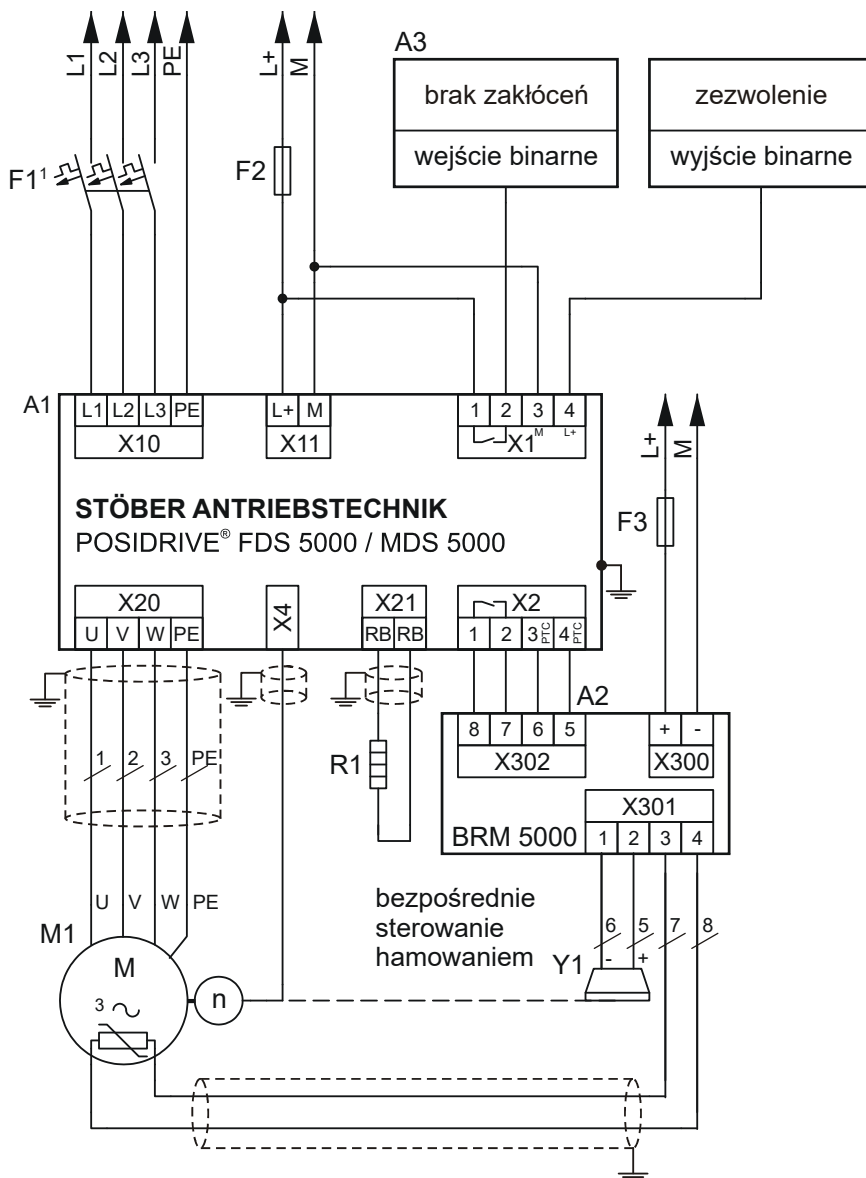 L1 L2 L3 PE
L+ M
A3
brak zakłóceń
wejście binarne
zezwolenie
wyjście binarne
F1¹
F2
A1
L1 L2 L3 PE
X10
L+ M
X11
1 2 3 4
X1 M L+
L+ M
STÖBER ANTRIEBSTECHNIK
POSIDRIVE® FDS 5000 / MDS 5000
F3
X20
U V W PE
X4
X21
RB RB
X2
1 2 3 PTC 4 PTC
A2
8 7 6 5
X302
+ -
X300
R1
1 2 3 PE
X301
BRM 5000
1 2 3 4
bezpośrednie
sterowanie
hamowaniem
6 5 7 8
Y1
- +
U V W PE
M1
M
3
n